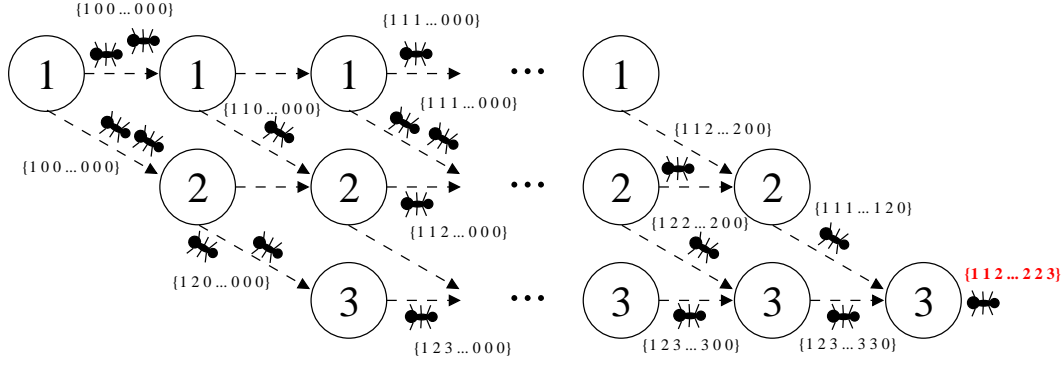 {1 0 0 ... 0 0 0}
{1 1 1 ... 0 0 0}
1 1 1 ... 1
{1 1 0 ... 0 0 0}
{1 1 1 ... 0 0 0}
{1 1 2 ... 2 0 0}
{1 0 0 ... 0 0 0}
2 2 ... 2 2
{1 1 2 ... 0 0 0}
{1 2 2 ... 2 0 0}
{1 1 1 ... 1 2 0}
{1 2 0 ... 0 0 0}
{1 1 2 ... 2 2 3}
3 ... 3 3 3
{1 2 3 ... 0 0 0}
{1 2 3 ... 3 0 0}
{1 2 3 ... 3 3 0}